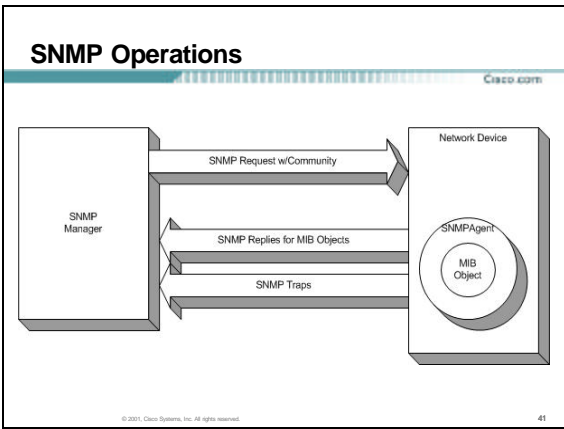 SNMP Operations
Cisco.com
Network Device
SNMP Request w/Community
SNMP
Manager
SNMP Replies for MIB Objects
SNMPAgent
MIB
Object
SNMP Traps
© 2001, Cisco Systems, Inc. All rights reserved.
41